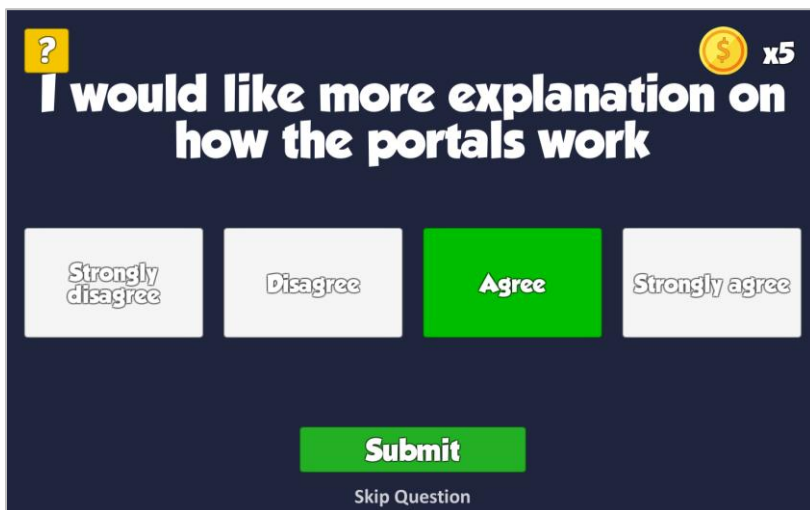 ?
$ x5
I would like more explanation on
how the portals work
Strongly
disagree
Disagree
Agree
Strongly agree
Submit
Skip Question